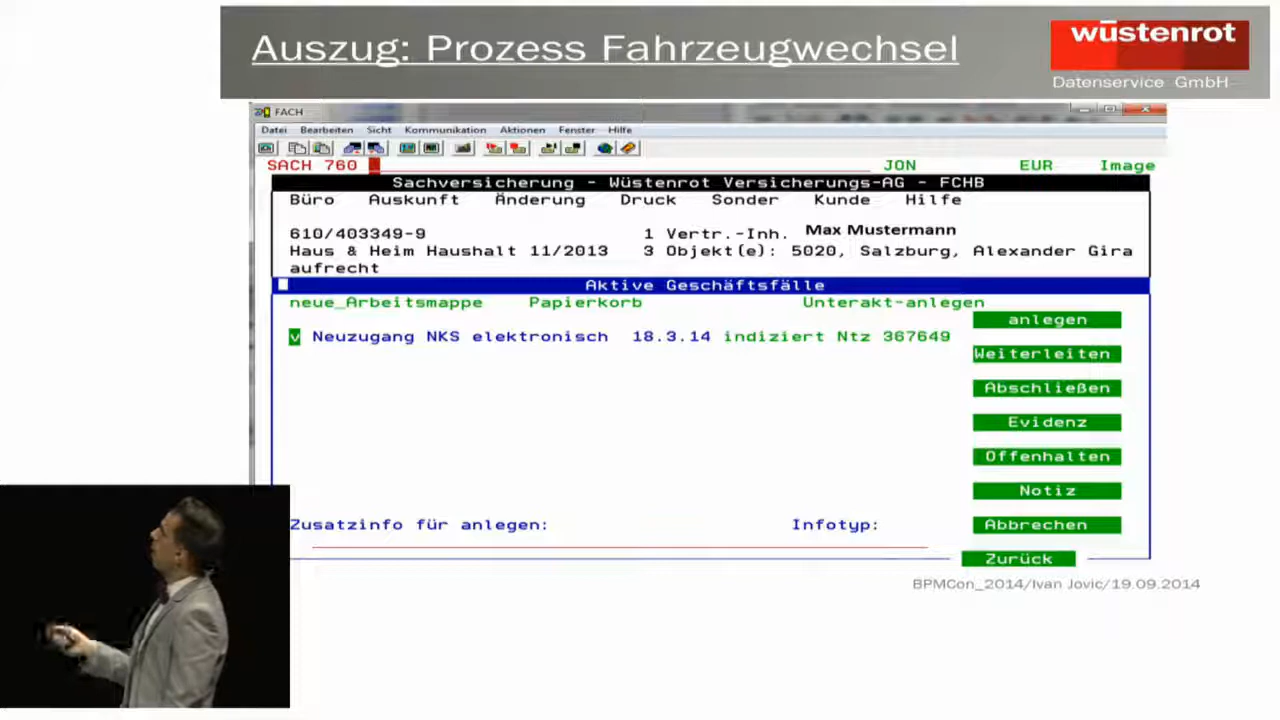 Auszug: Prozess Fahrzeugwechsel
wüstenrot
Datenservice GmbH
FACH
Datei Bearbeiten Sicht Kommunikation Aktionen Fenster Hilfe
SACH 760 JON EUR Image
Sachversicherung - Wüstenrot Versicherungs-AG - FCHB
Büro Auskunft Änderung Druck Sonder Kunde Hilfe
610/403349-9 1 Vertr.-Inh. Max Mustermann
Haus & Heim Haushalt 11/2013 3 Objekt(e): 5020, Salzburg, Alexander Gira
aufrecht
Aktive Geschäftsfälle
neue_Arbeitsmappe Papierkorb Unterakt-anlegen
anlegen
v Neuzugang NKS elektronisch 18.3.14 indiziert Ntz 367649
Weiterleiten
Abschließen
Evidenz
Offenhalten
Notiz
Zusatzinfo für anlegen: Infotyp: Abbrechen
Zurück
BPMCon_2014/Ivan Jovic/19.09.2014